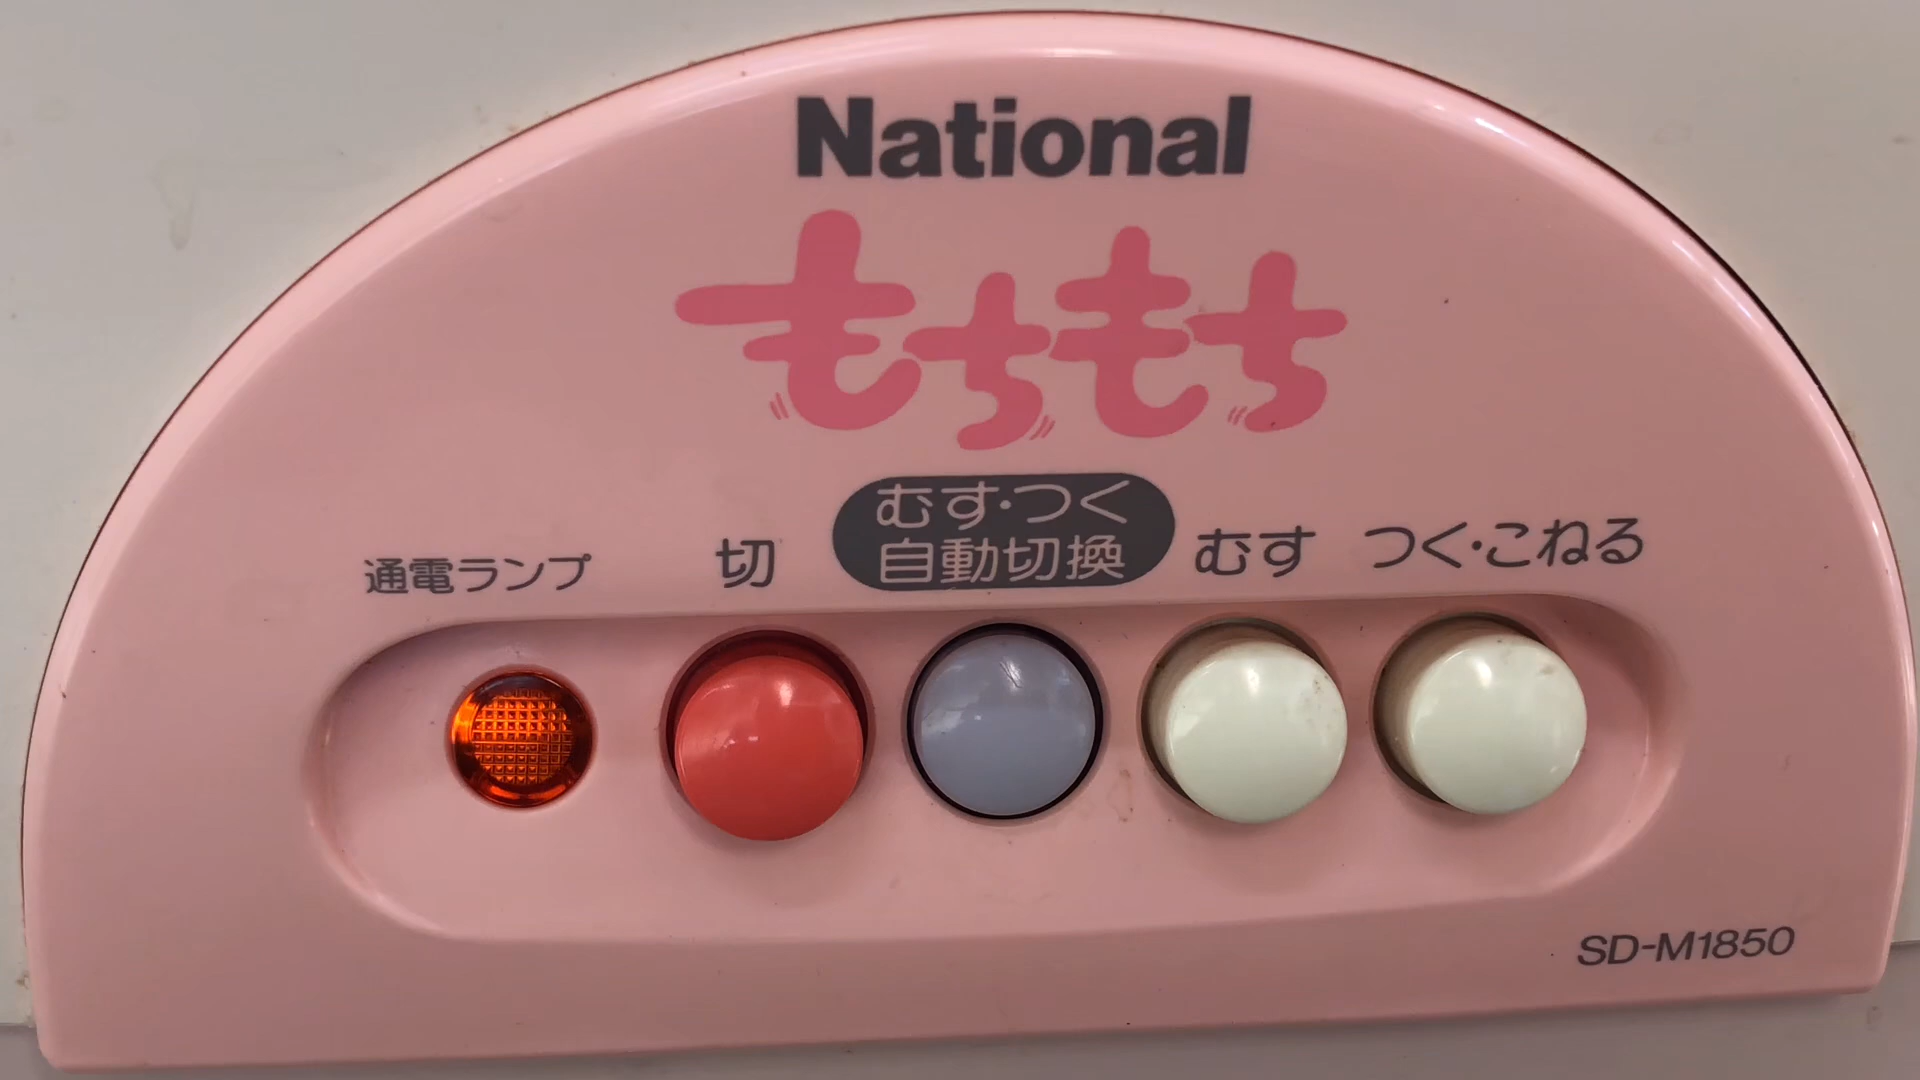 National
もちもち
むす・つく
自動切換
通電ランプ
切
むす
つく・こねる
SD-M1850